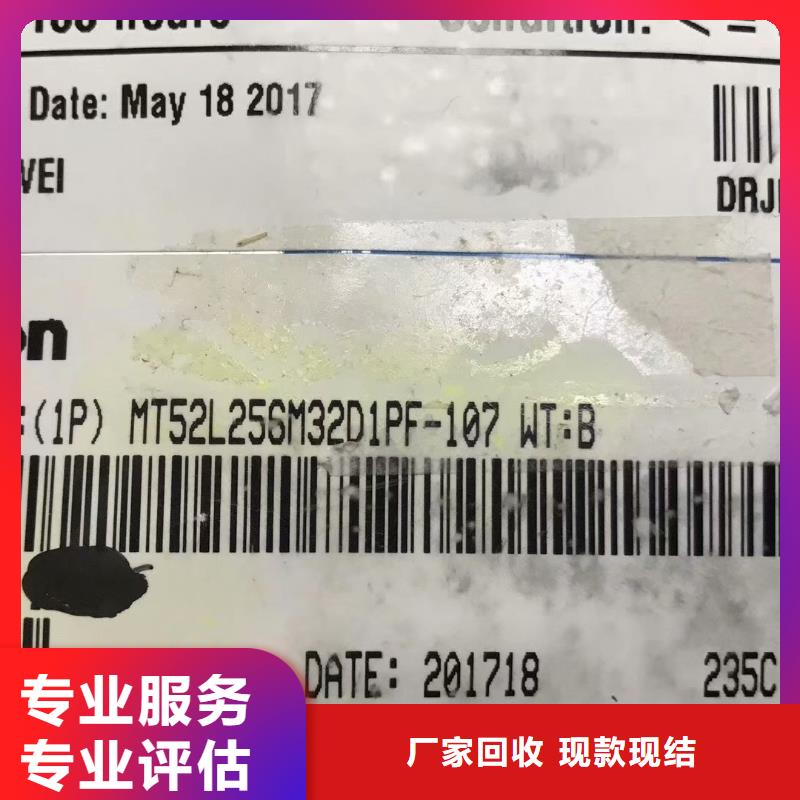 Date: May 18 2017
VEI
DRJ
on
:(1P) MT52L256M32D1PF-107 WT:B
DATE: 201718
235C
专业服务
专业评估
厂家回收 现款现结